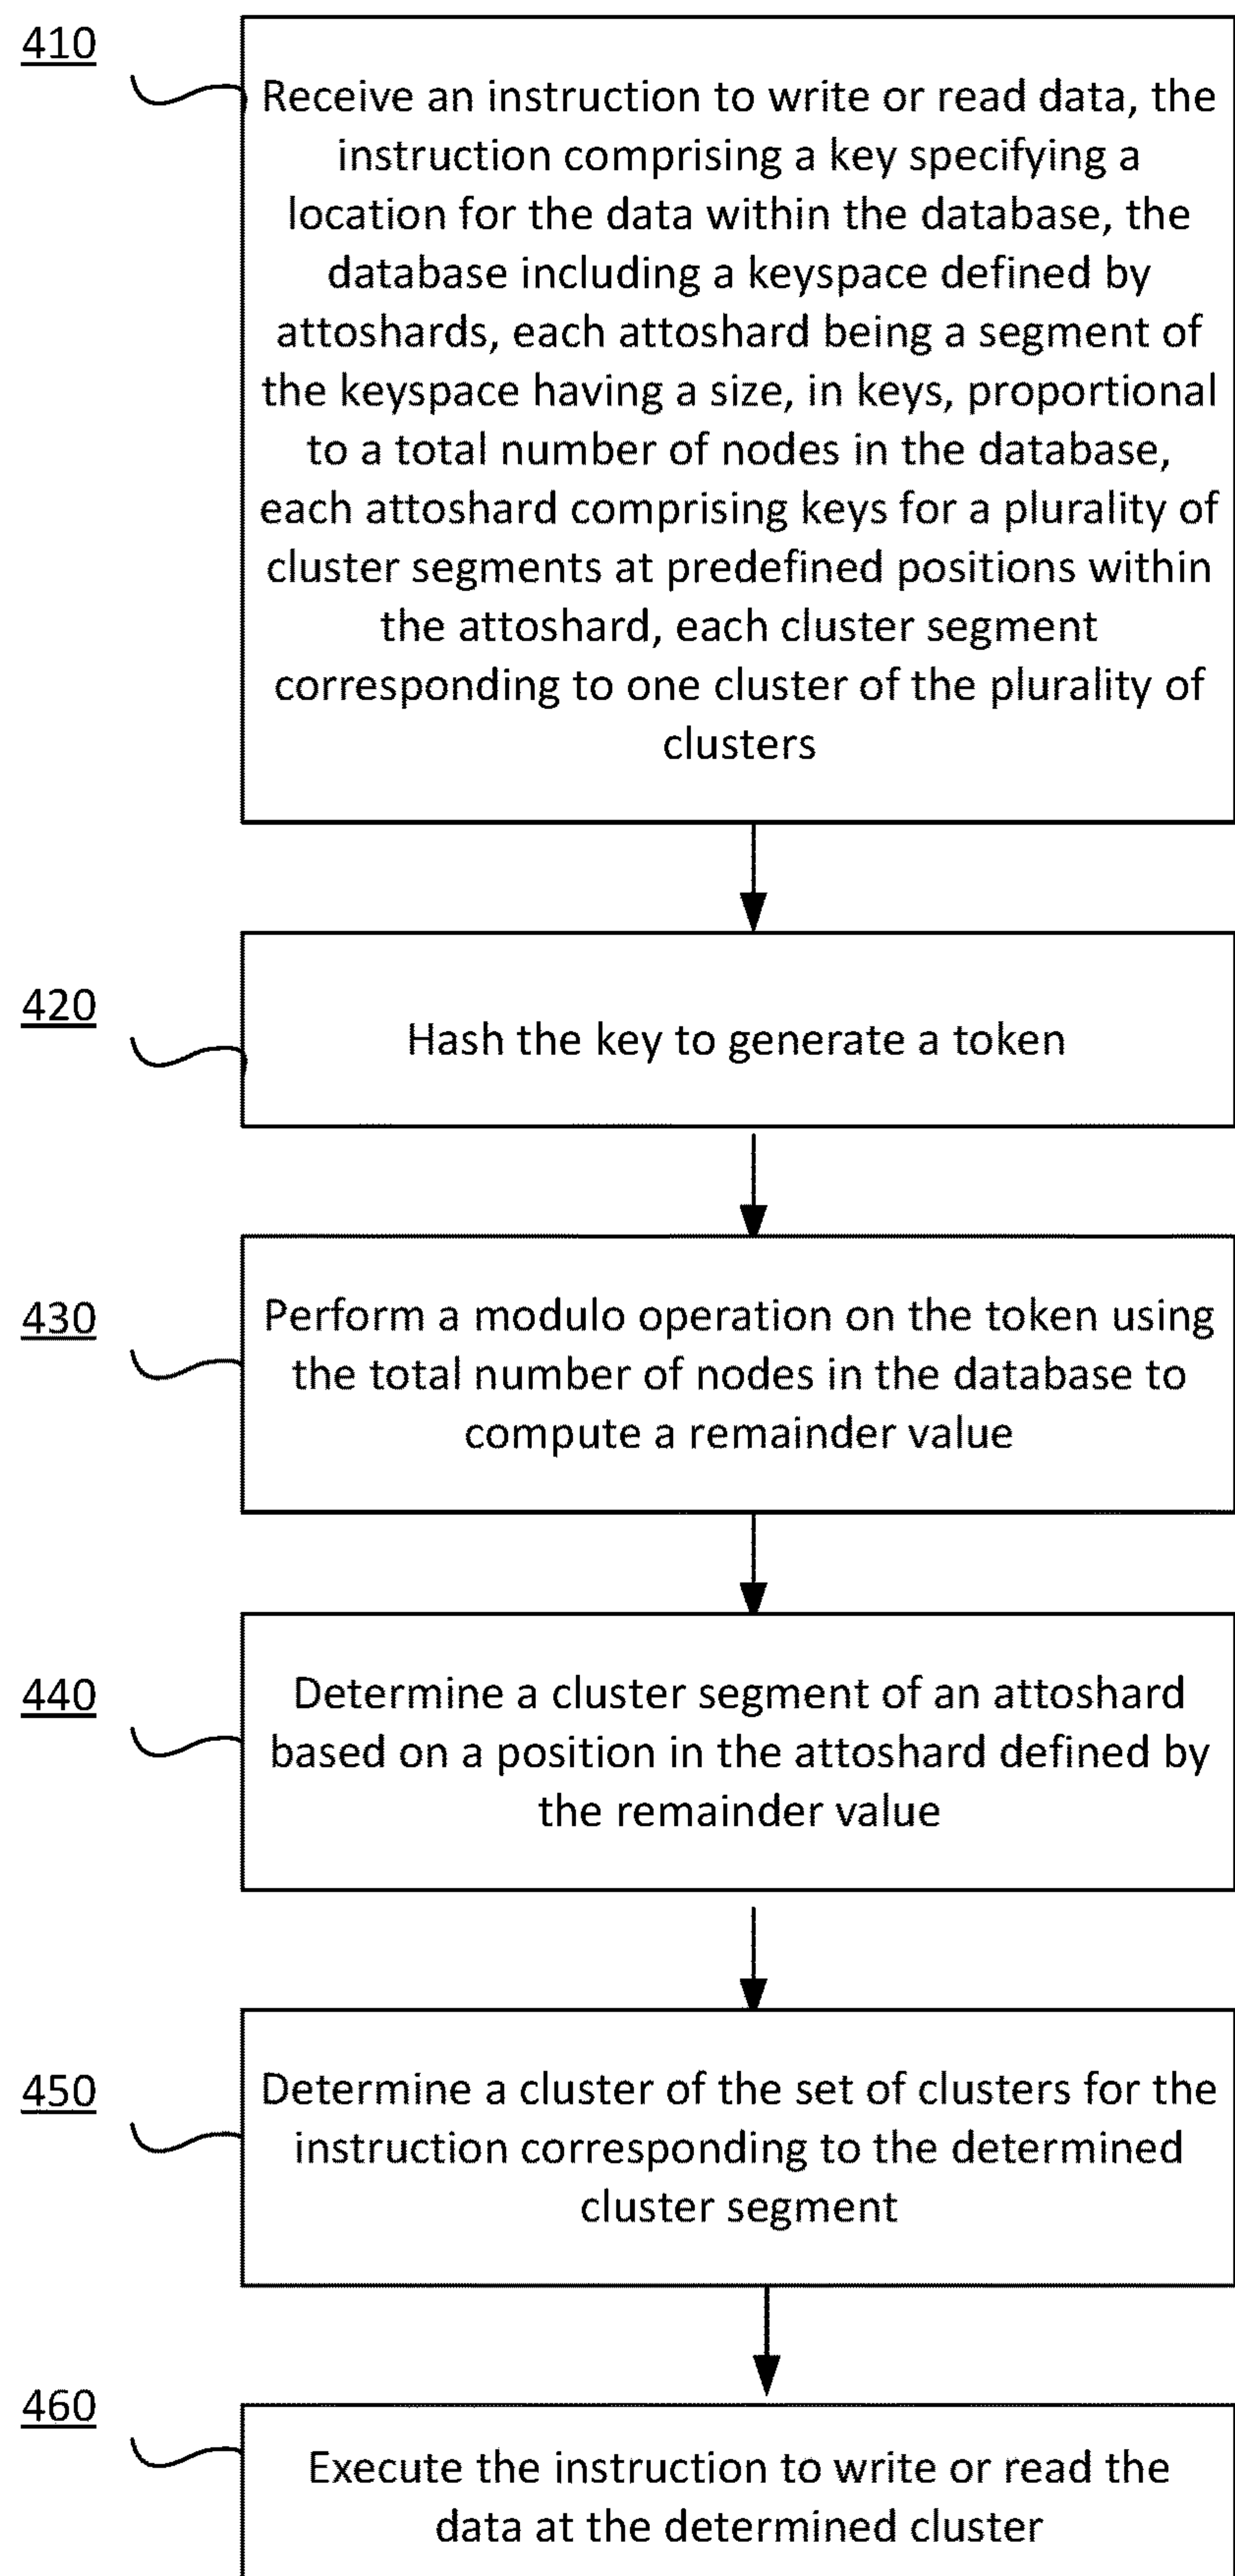 410
Receive an instruction to write or read data, the
instruction comprising a key specifying a
location for the data within the database, the
database including a keyspace defined by
attoshards, each attoshard being a segment of
the keyspace having a size, in keys, proportional
to a total number of nodes in the database,
each attoshard comprising keys for a plurality of
cluster segments at predefined positions within
the attoshard, each cluster segment
corresponding to one cluster of the plurality of
clusters
420
Hash the key to generate a token
430
Perform a modulo operation on the token using
the total number of nodes in the database to
compute a remainder value
440
Determine a cluster segment of an attoshard
based on a position in the attoshard defined by
the remainder value
450
Determine a cluster of the set of clusters for the
instruction corresponding to the determined
cluster segment
460
Execute the instruction to write or read the
data at the determined cluster